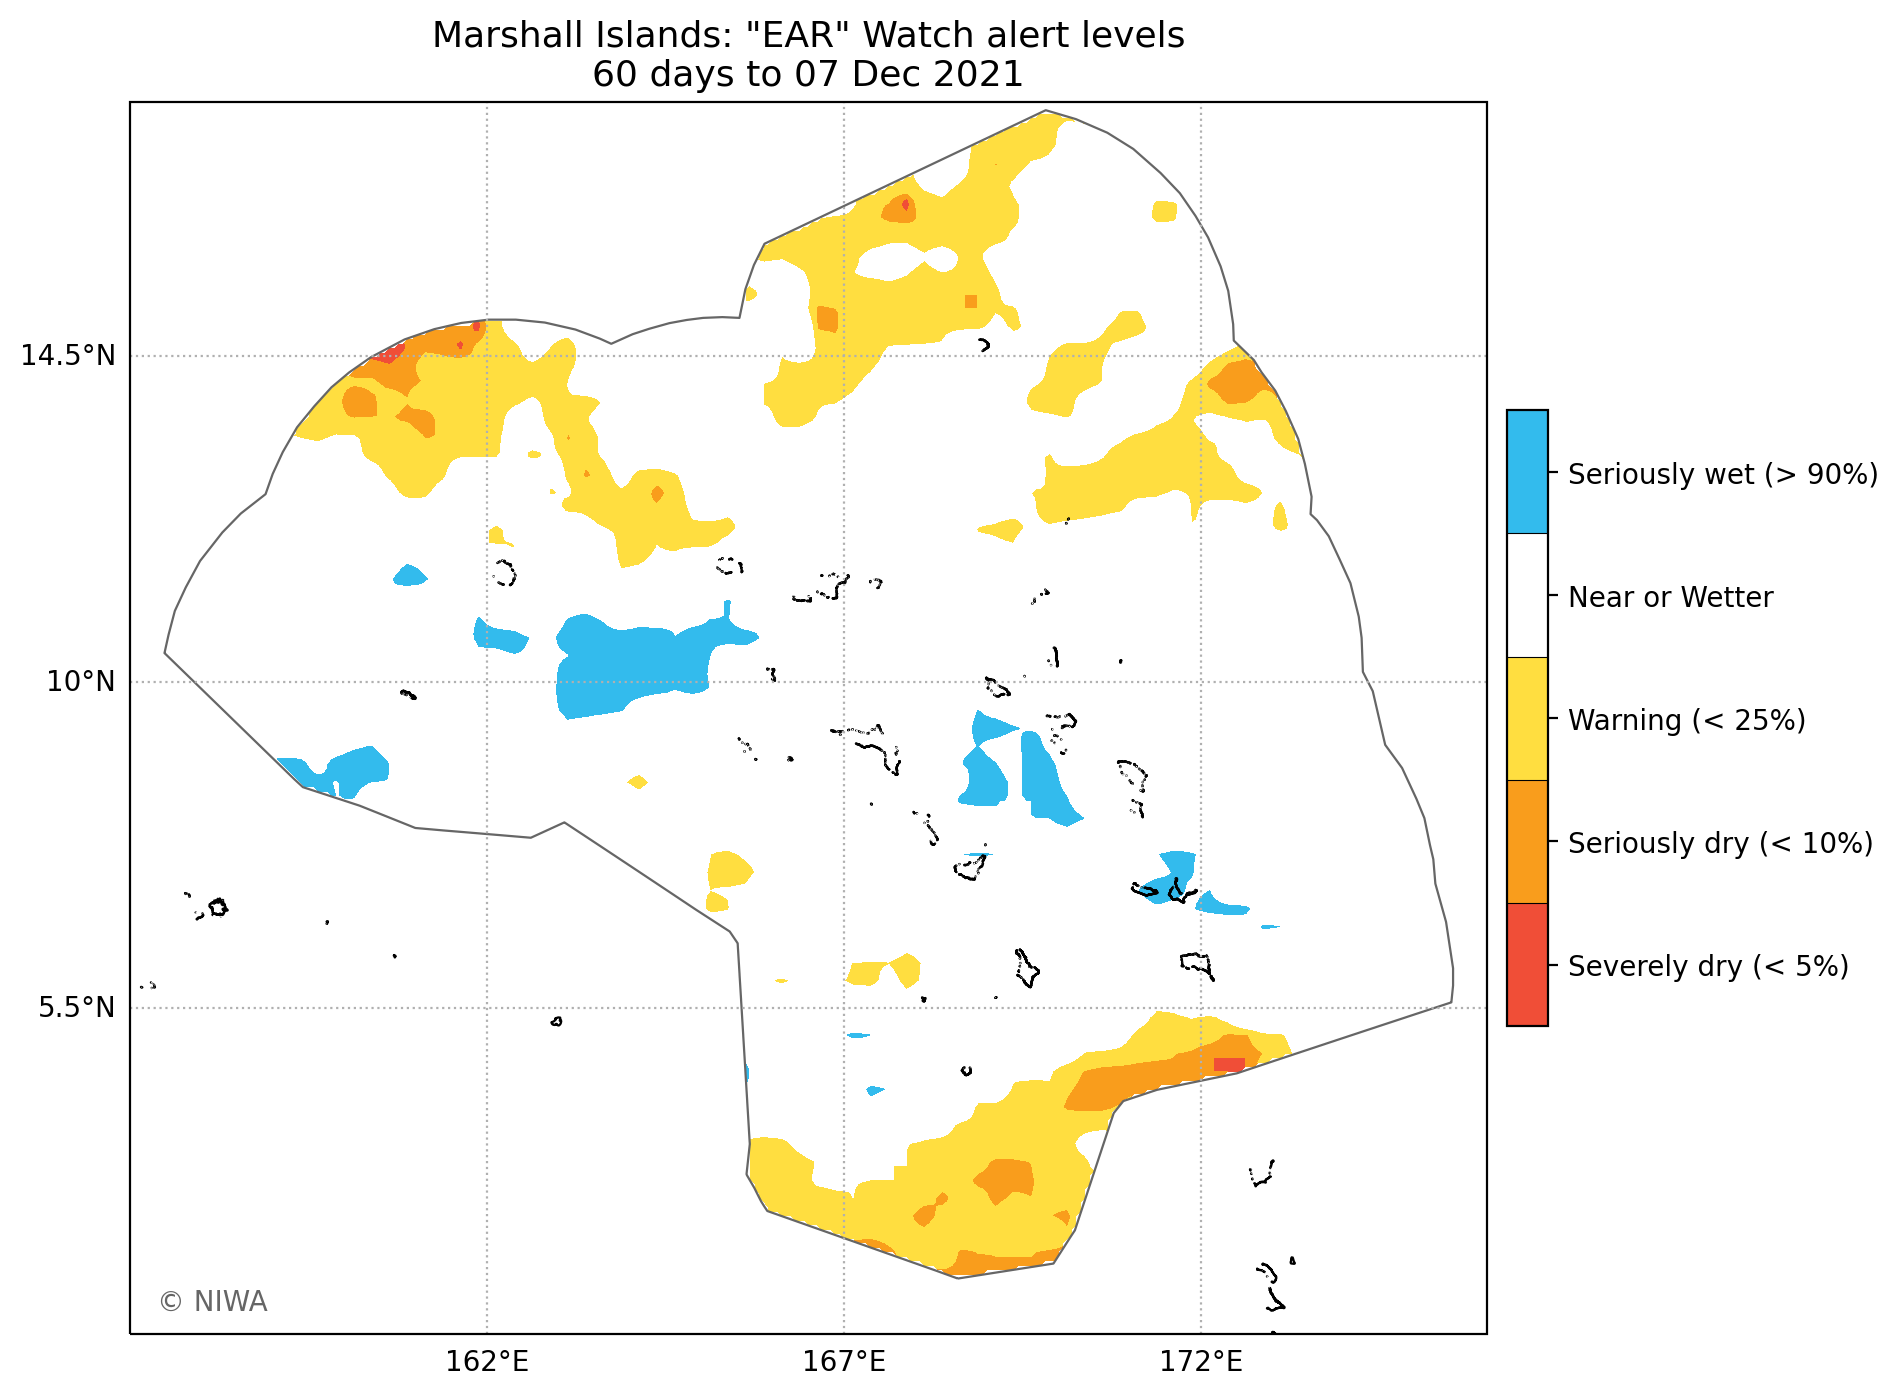 Marshall Islands: "EAR" Watch alert levels
60 days to 07 Dec 2021
14.5°N
10°N
5.5°N
162°E
167°E
172°E
Seriously wet (> 90%)
Near or Wetter
Warning (< 25%)
Seriously dry (< 10%)
Severely dry (< 5%)
© NIWA